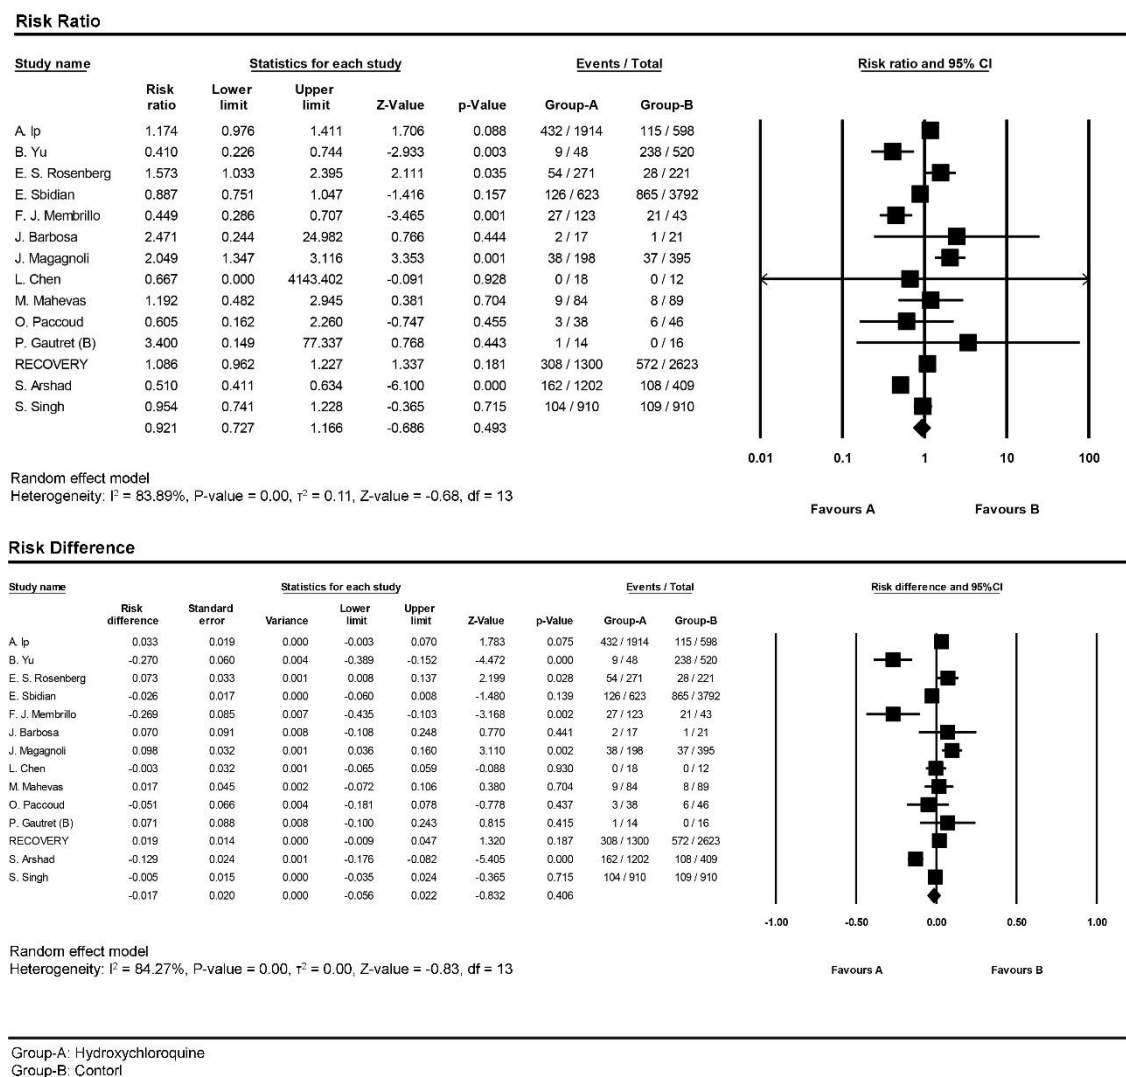 Risk Ratio
Study name Statistics for each study Events / Total Risk ratio and 95% CI
Risk ratio Lower limit Upper limit Z-Value p-Value Group-A Group-B
A. Ip 1.174 0.976 1.411 1.706 0.088 432 / 1914 115 / 598
B. Yu 0.410 0.226 0.744 -2.933 0.003 9 / 48 238 / 520
E. S. Rosenberg 1.573 1.033 2.395 2.111 0.035 54 / 271 28 / 221
E. Sbidian 0.887 0.751 1.047 -1.416 0.157 126 / 623 865 / 3792
F. J. Membrillo 0.449 0.286 0.707 -3.465 0.001 27 / 123 21 / 43
J. Barbosa 2.471 0.244 24.982 0.766 0.444 2 / 17 1 / 21
J. Magagnoli 2.049 1.347 3.116 3.353 0.001 38 / 198 37 / 395
L. Chen 0.667 0.000 4143.402 -0.091 0.928 0 / 18 0 / 12
M. Mahevas 1.192 0.482 2.945 0.381 0.704 9 / 84 8 / 89
O. Paccoud 0.605 0.162 2.260 -0.747 0.455 3 / 38 6 / 46
P. Gautret (B) 3.400 0.149 77.337 0.768 0.443 1 / 14 0 / 16
RECOVERY 1.086 0.962 1.227 1.337 0.181 308 / 1300 572 / 2623
S. Arshad 0.510 0.411 0.634 -6.100 0.000 162 / 1202 108 / 409
S. Singh 0.954 0.741 1.228 -0.365 0.715 104 / 910 109 / 910
0.921 0.727 1.166 -0.686 0.493
0.01 0.1 1 10 100
Random effect model
Heterogeneity: I² = 83.89%, P-value = 0.00, τ² = 0.11, Z-value = -0.68, df = 13
Favours A Favours B
Risk Difference
Study name Statistics for each study Events / Total Risk difference and 95%CI
Risk difference Standard error Variance Lower limit Upper limit Z-Value p-Value Group-A Group-B
A. Ip 0.033 0.019 0.000 -0.003 0.070 1.783 0.075 432 / 1914 115 / 598
B. Yu -0.270 0.060 0.004 -0.389 -0.152 -4.472 0.000 9 / 48 238 / 520
E. S. Rosenberg 0.073 0.033 0.001 0.008 0.137 2.199 0.028 54 / 271 28 / 221
E. Sbidian -0.026 0.017 0.000 -0.060 0.008 -1.480 0.139 126 / 623 865 / 3792
F. J. Membrillo -0.269 0.085 0.007 -0.435 -0.103 -3.168 0.002 27 / 123 21 / 43
J. Barbosa 0.070 0.091 0.008 -0.108 0.248 0.770 0.441 2 / 17 1 / 21
J. Magagnoli 0.098 0.032 0.001 0.036 0.160 3.110 0.002 38 / 198 37 / 395
L. Chen -0.003 0.032 0.001 -0.065 0.059 -0.088 0.930 0 / 18 0 / 12
M. Mahevas 0.017 0.045 0.002 -0.072 0.106 0.380 0.704 9 / 84 8 / 89
O. Paccoud -0.051 0.066 0.004 -0.181 0.078 -0.778 0.437 3 / 38 6 / 46
P. Gautret (B) 0.071 0.088 0.008 -0.100 0.243 0.815 0.415 1 / 14 0 / 16
RECOVERY 0.019 0.014 0.000 -0.009 0.047 1.320 0.187 308 / 1300 572 / 2623
S. Arshad -0.129 0.024 0.001 -0.176 -0.082 -5.405 0.000 162 / 1202 108 / 409
S. Singh -0.005 0.015 0.000 -0.035 0.024 -0.365 0.715 104 / 910 109 / 910
-0.017 0.020 0.000 -0.056 0.022 -0.832 0.406
-1.00 -0.50 0.00 0.50 1.00
Random effect model
Heterogeneity: I² = 84.27%, P-value = 0.00, τ² = 0.00, Z-value = -0.83, df = 13
Favours A Favours B
Group-A: Hydroxychloroquine
Group-B: Contorl